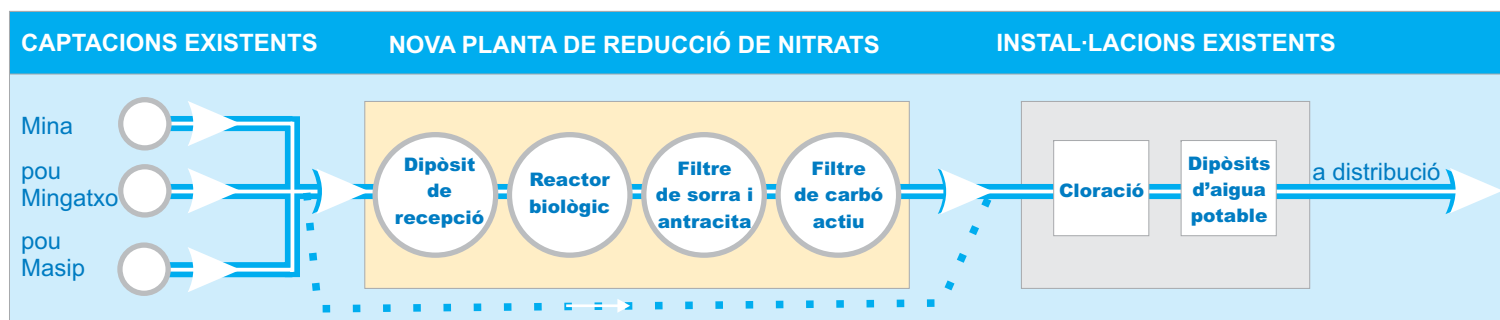 CAPTACIONS EXISTENTS
NOVA PLANTA DE REDUCCIÓ DE NITRATS
INSTAL·LACIONS EXISTENTS
Mina
pou
Mingatxo
pou
Masip
Dipòsit
de
recepció
Reactor
biològic
Filtre
de sorra i
antracita
Filtre
de carbó
actiu
Cloració
Dipòsits
d'aigua
potable
a distribució